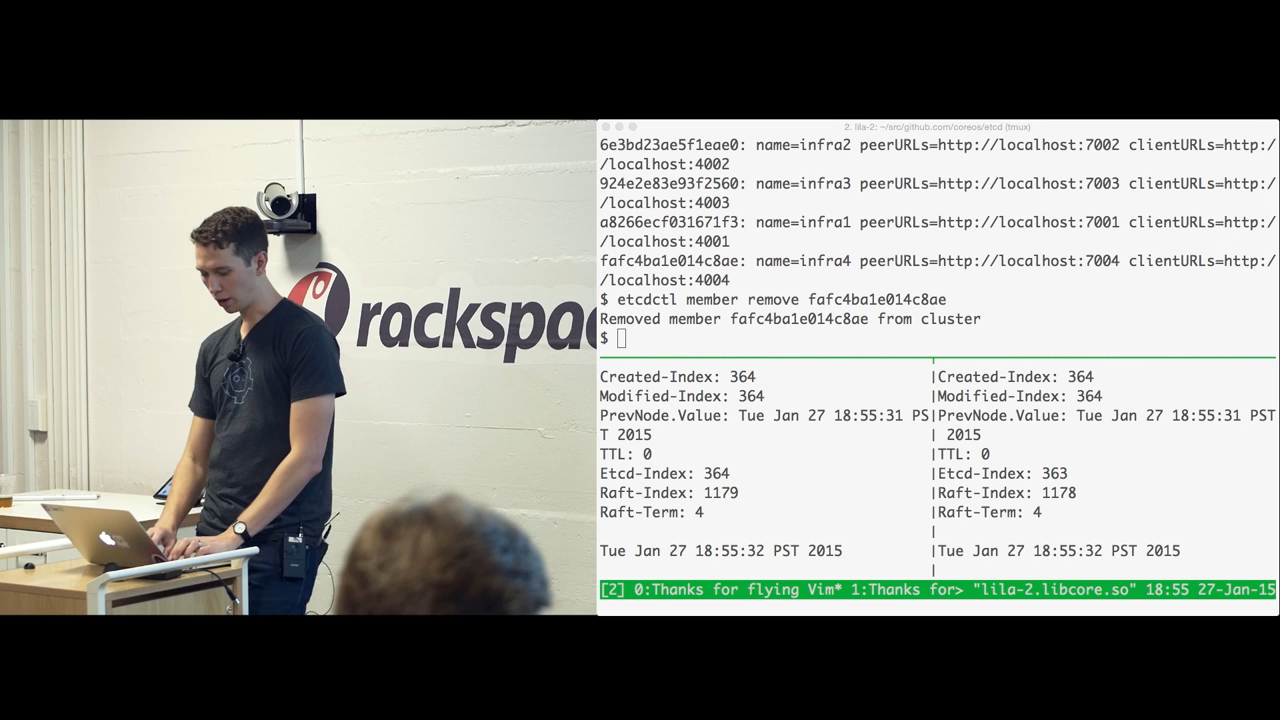 rackspac
2. lila-2: ~/src/github.com/coreos/etcd (tmux)
6e3bd23ae5f1eae0: name=infra2 peerURLs=http://localhost:7002 clientURLs=http:/
/localhost:4002
924e2e83e93f2560: name=infra3 peerURLs=http://localhost:7003 clientURLs=http:/
/localhost:4003
a8266ecf031671f3: name=infra1 peerURLs=http://localhost:7001 clientURLs=http:/
/localhost:4001
fafc4ba1e014c8ae: name=infra4 peerURLs=http://localhost:7004 clientURLs=http:/
/localhost:4004
$ etcdctl member remove fafc4ba1e014c8ae
Removed member fafc4ba1e014c8ae from cluster
$
Created-Index: 364
Modified-Index: 364
PrevNode.Value: Tue Jan 27 18:55:31 PS
T 2015
TTL: 0
Etcd-Index: 364
Raft-Index: 1179
Raft-Term: 4
Tue Jan 27 18:55:32 PST 2015
|Created-Index: 364
|Modified-Index: 364
|PrevNode.Value: Tue Jan 27 18:55:31 PST
| 2015
|TTL: 0
|Etcd-Index: 363
|Raft-Index: 1178
|Raft-Term: 4
|
|Tue Jan 27 18:55:32 PST 2015
|
[2] 0:Thanks for flying Vim* 1:Thanks for> "lila-2.libcore.so" 18:55 27-Jan-15